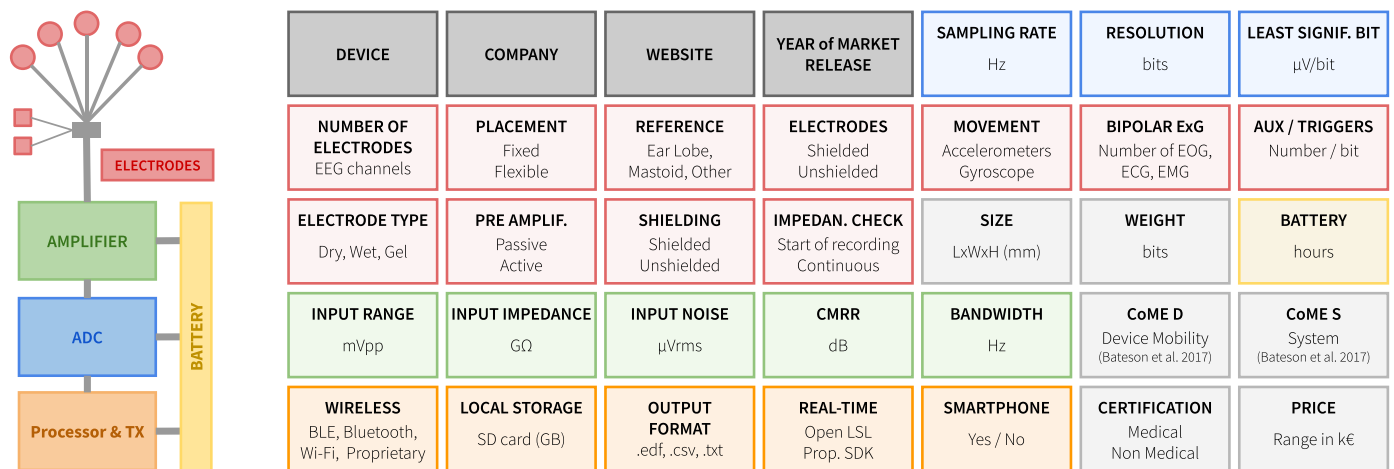 ELECTRODES
AMPLIFIER
ADC
BATTERY
Processor & TX
DEVICE
COMPANY
WEBSITE
YEAR of MARKET
RELEASE
SAMPLING RATE
Hz
RESOLUTION
bits
LEAST SIGNIF. BIT
µV/bit
NUMBER OF
ELECTRODES
EEG channels
PLACEMENT
Fixed
Flexible
REFERENCE
Ear Lobe,
Mastoid, Other
ELECTRODES
Shielded
Unshielded
MOVEMENT
Accelerometers
Gyroscope
BIPOLAR ExG
Number of EOG,
ECG, EMG
AUX / TRIGGERS
Number / bit
ELECTRODE TYPE
Dry, Wet, Gel
PRE AMPLIF.
Passive
Active
SHIELDING
Shielded
Unshielded
IMPEDAN. CHECK
Start of recording
Continuous
SIZE
LxWxH (mm)
WEIGHT
bits
BATTERY
hours
INPUT RANGE
mVpp
INPUT IMPEDANCE
GΩ
INPUT NOISE
µVrms
CMRR
dB
BANDWIDTH
Hz
CoME D
Device Mobility
(Bateson et al. 2017)
CoME S
System
(Bateson et al. 2017)
WIRELESS
BLE, Bluetooth,
Wi-Fi, Proprietary
LOCAL STORAGE
SD card (GB)
OUTPUT
FORMAT
.edf, .csv, .txt
REAL-TIME
Open LSL
Prop. SDK
SMARTPHONE
Yes / No
CERTIFICATION
Medical
Non Medical
PRICE
Range in k€